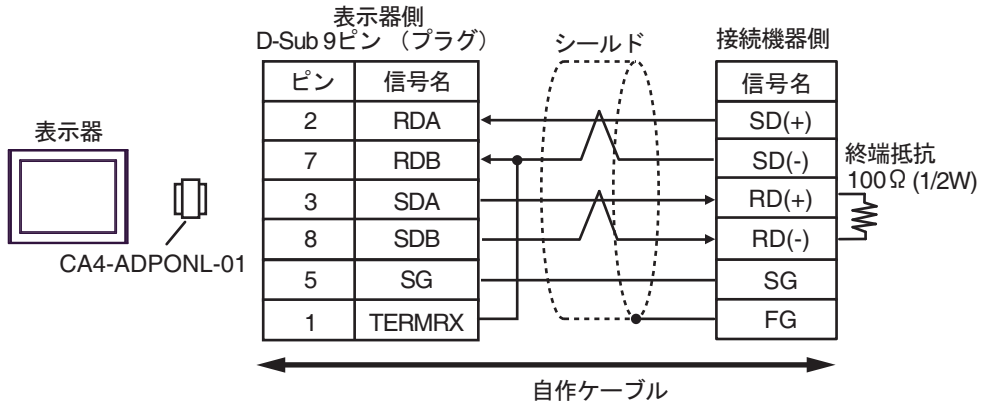 表示器側
D-Sub 9ピン (プラグ)
シールド
接続機器側
ピン 信号名
信号名
2 RDA
SD(+)
7 RDB
SD(-)
3 SDA
RD(+)
8 SDB
RD(-)
5 SG
SG
1 TERMRX
FG
表示器
CA4-ADPONL-01
終端抵抗
100Ω (1/2W)
自作ケーブル